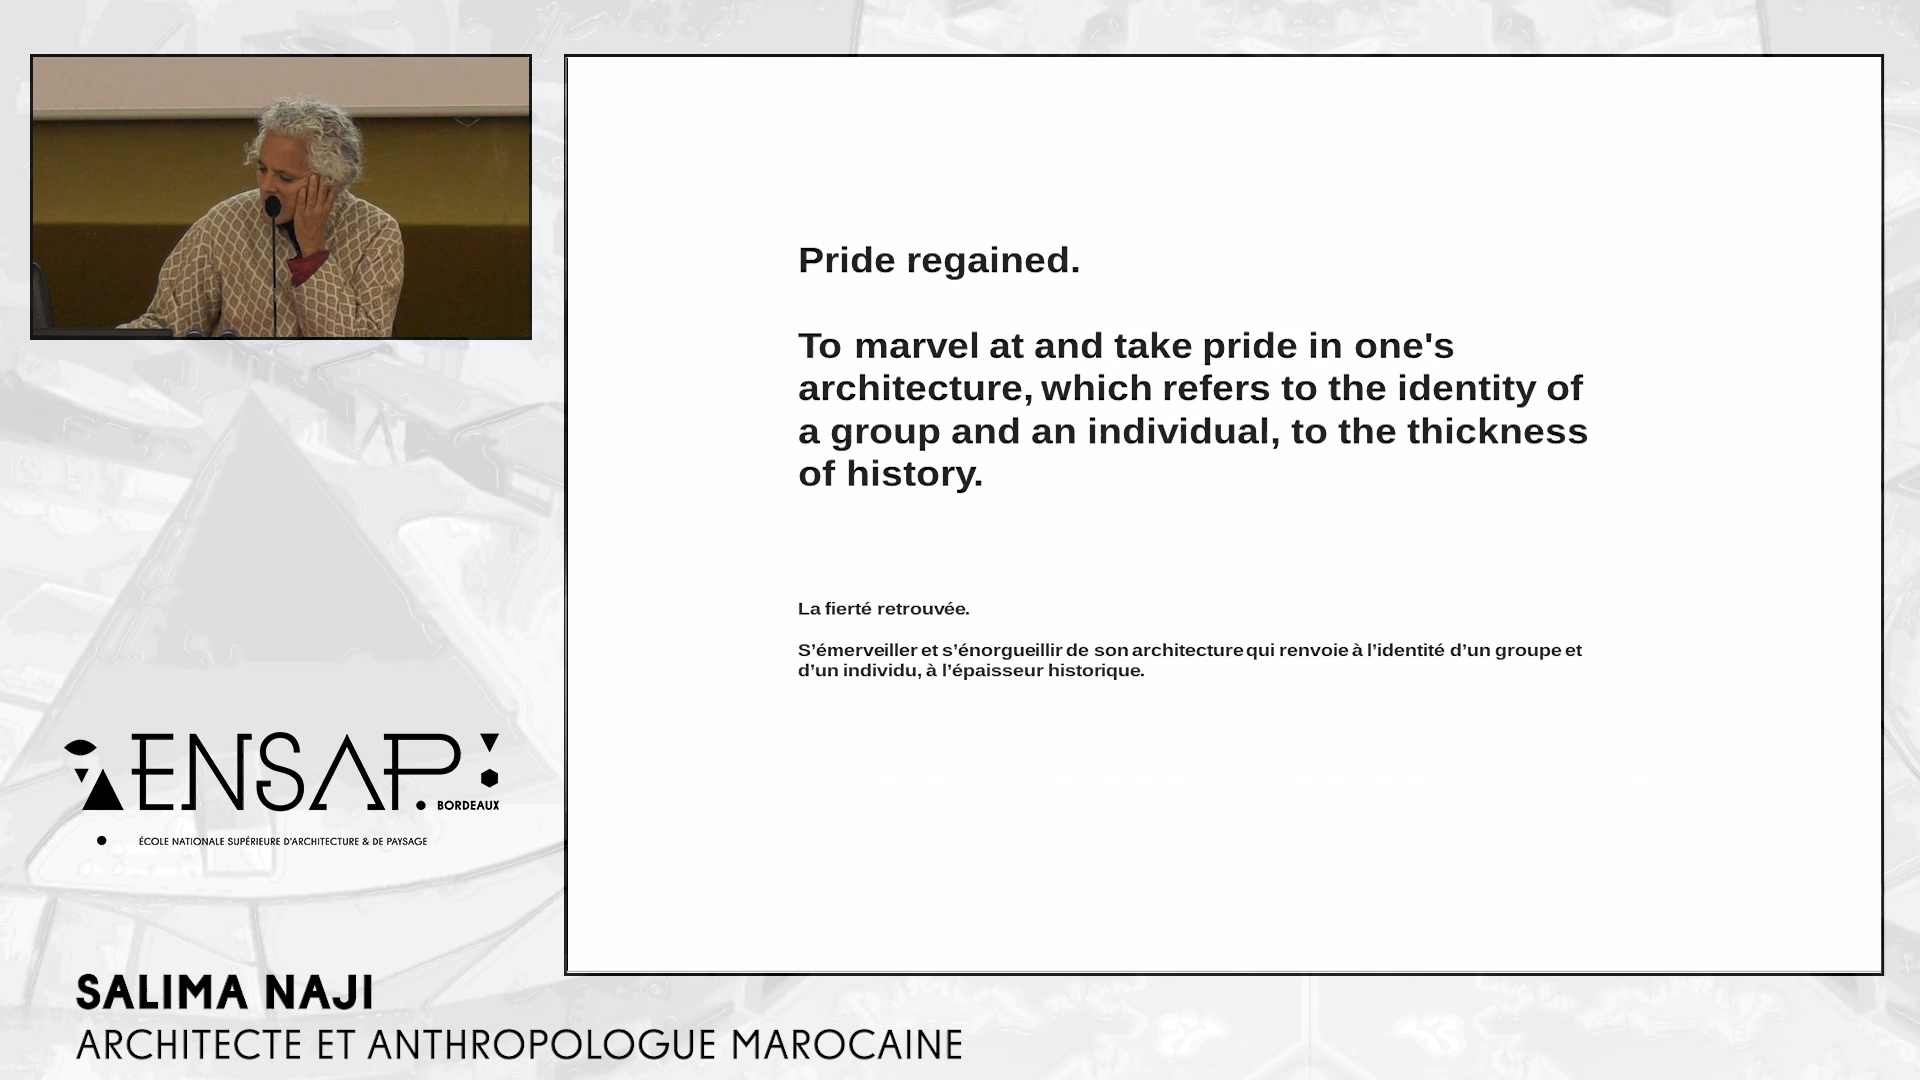 Pride regained.
To marvel at and take pride in one's
architecture, which refers to the identity of
a group and an individual, to the thickness
of history.
La fierté retrouvée.
S’émerveiller et s’énorgueillir de son architecture qui renvoie à l’identité d’un groupe et
d’un individu, à l’épaisseur historique.
ENSAP.
BORDEAUX
ÉCOLE NATIONALE SUPÉRIEURE D'ARCHITECTURE & DE PAYSAGE
SALIMA NAJI
ARCHITECTE ET ANTHROPOLOGUE MAROCAINE